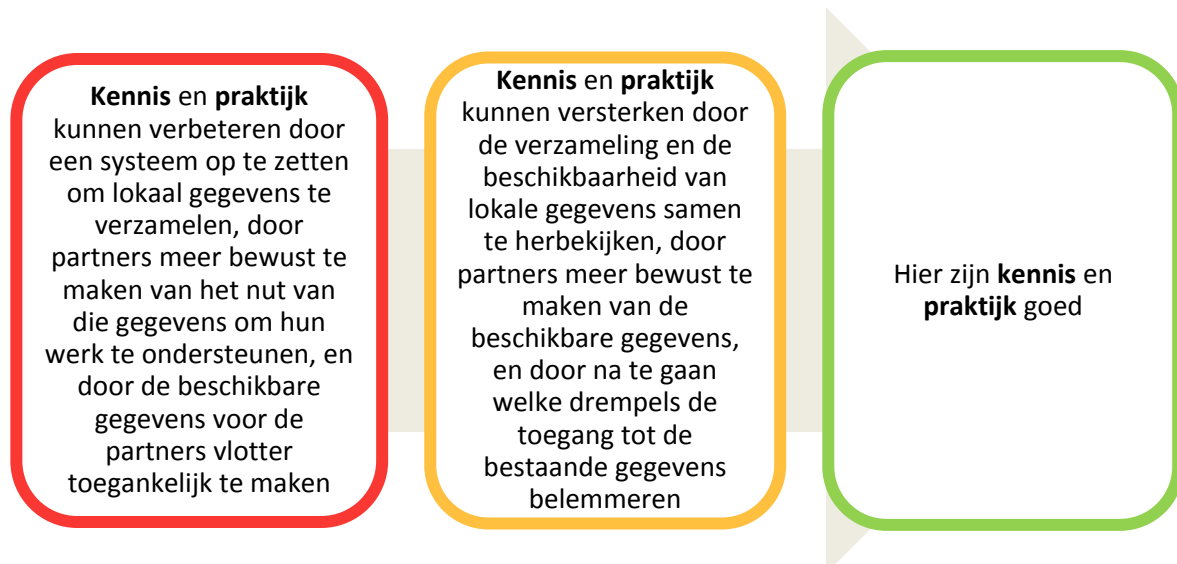 Kennis en praktijk
kunnen verbeteren door
een systeem op te zetten
om lokaal gegevens te
verzamelen, door
partners meer bewust te
maken van het nut van
die gegevens om hun
werk te ondersteunen, en
door de beschikbare
gegevens voor de
partners vlotter
toegankelijk te maken
Kennis en praktijk
kunnen versterken door
de verzameling en de
beschikbaarheid van
lokale gegevens samen
te herbekijken, door
partners meer bewust te
maken van de
beschikbare gegevens,
en door na te gaan
welke drempels de
toegang tot de
bestaande gegevens
belemmeren
Hier zijn kennis en
praktijk goed